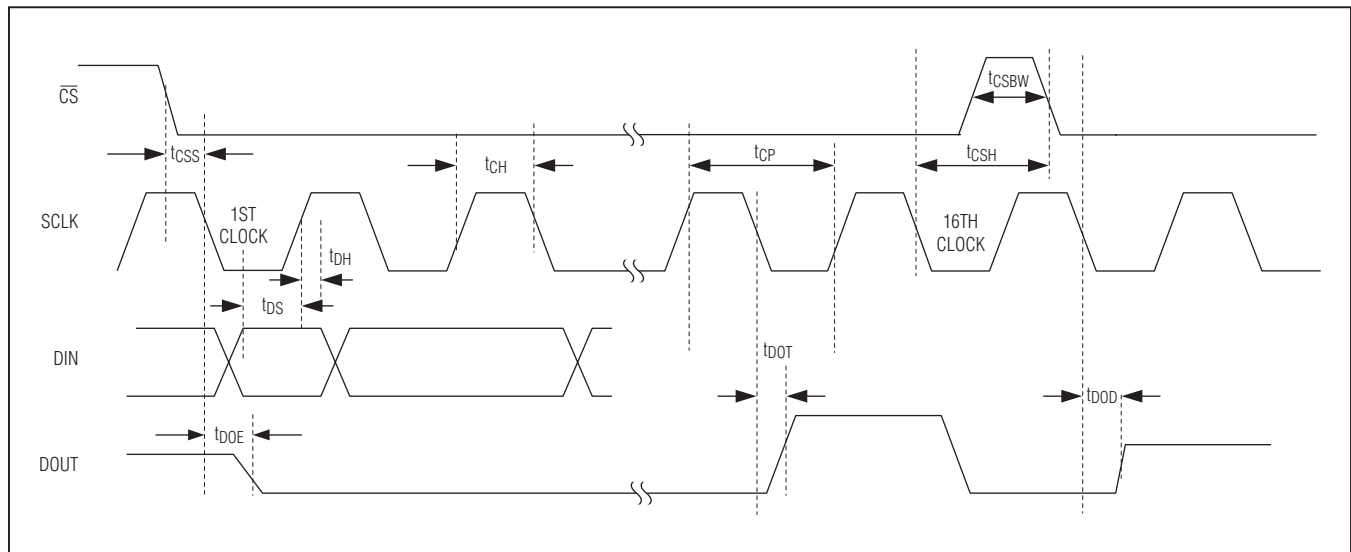 CS
tCSBW
tCSS
tCH
tCP
tCSH
SCLK
1ST
CLOCK
16TH
CLOCK
tDH
tDS
DIN
tDOT
tDOD
tDOE
DOUT